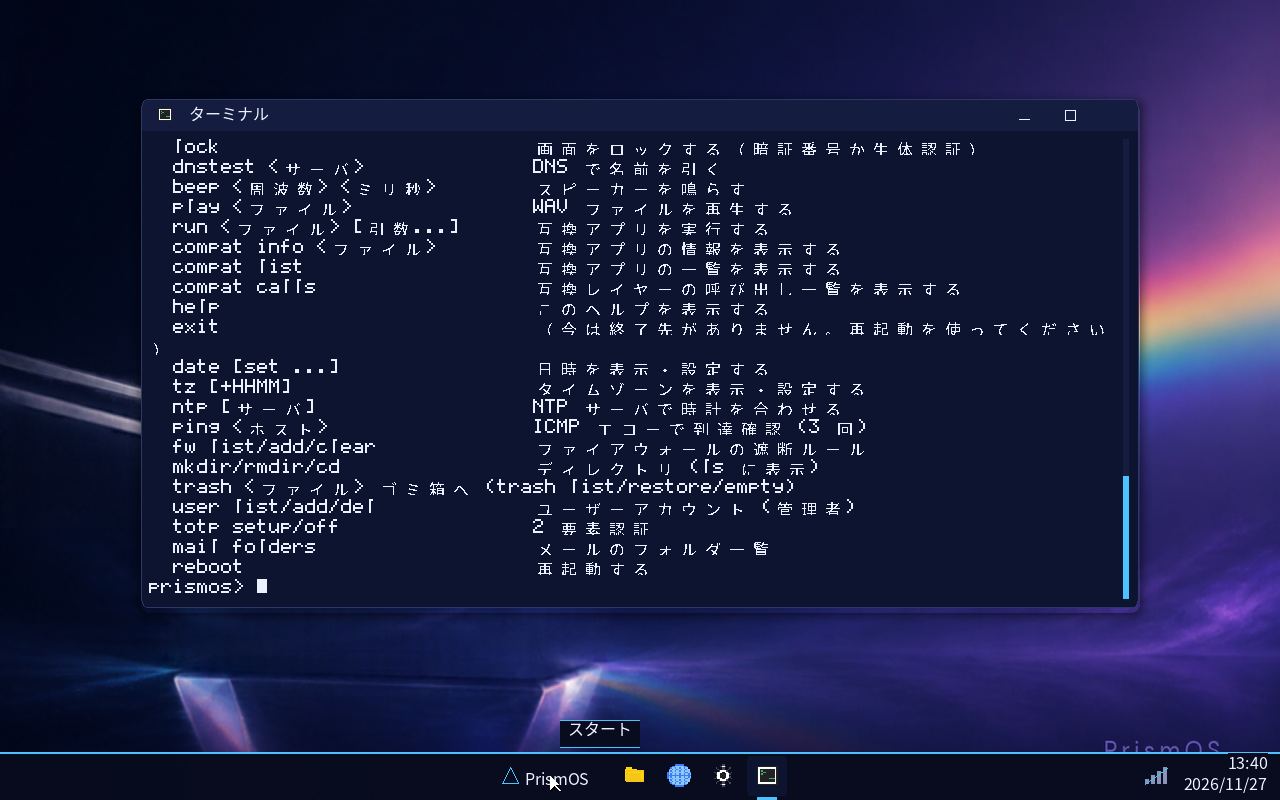 ターミナル
lock 画面をロックする (暗証番号か生体認証)
dnstest <サーバ> DNS で名前を引く
beep <周波数> <ミリ秒> スピーカーを鳴らす
play <ファイル> WAV ファイルを再生する
run <ファイル> [引数...] 互換アプリを実行する
compat info <ファイル> 互換アプリの情報を表示する
compat list 互換アプリの一覧を表示する
compat calls 互換レイヤーの呼び出し一覧を表示する
help このヘルプを表示する
exit (今は終了先がありません。再起動を使ってください
)
date [set ...] 日時を表示・設定する
tz [+HHMM] タイムゾーンを表示・設定する
ntp [サーバ] NTP サーバで時計を合わせる
ping <ホスト> ICMP エコーで到達確認 (3 回)
fw list/add/clear ファイアウォールの遮断ルール
mkdir/rmdir/cd ディレクトリ (ls に表示)
trash <ファイル> ゴミ箱へ (trash list/restore/empty)
user list/add/del ユーザーアカウント (管理者)
totp setup/off 2 要素認証
mail folders メールのフォルダ一覧
reboot 再起動する
prismos>
スタート
PrismOS
PrismOS
13:40
2026/11/27